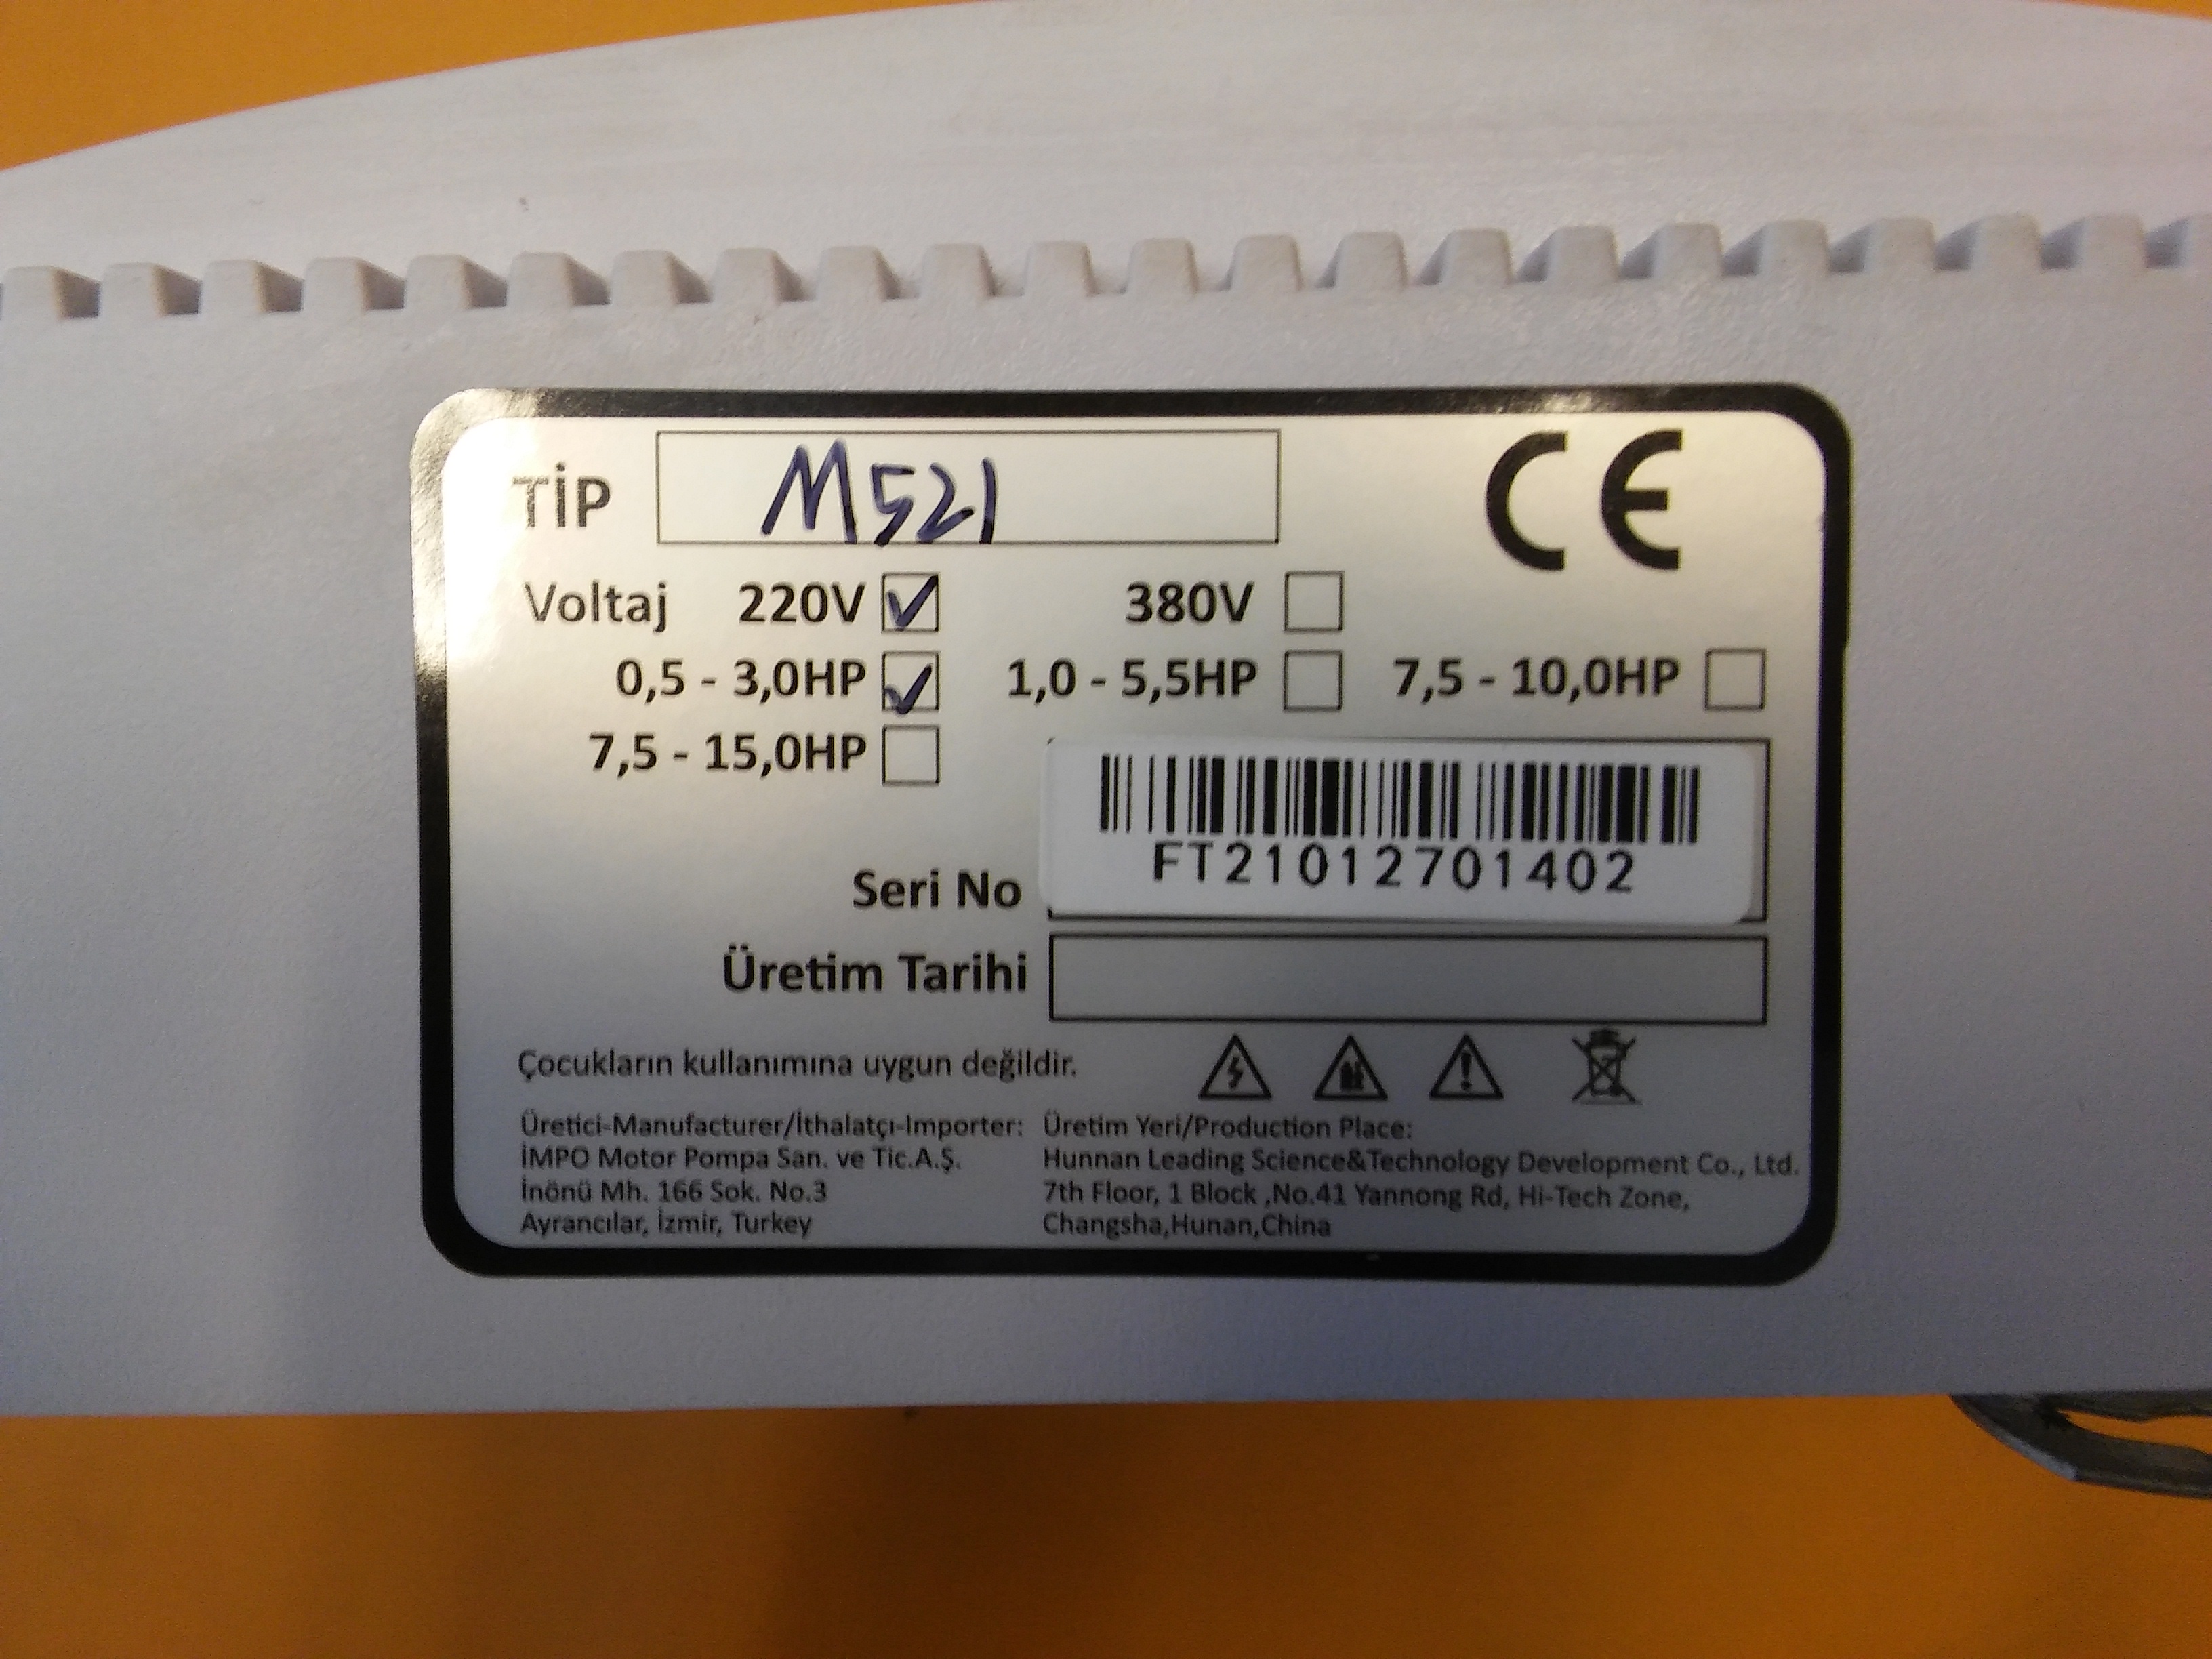 TİP M521 CE
Voltaj 220V 380V
0,5 - 3,0HP 1,0 - 5,5HP 7,5 - 10,0HP
7,5 - 15,0HP
FT21012701402
Seri No
Üretim Tarihi
Çocukların kullanımına uygun değildir.
Üretici-Manufacturer/İthalatçı-Importer:
İMPO Motor Pompa San. ve Tic.A.Ş.
İnönü Mh. 166 Sok. No.3
Ayrancılar, İzmir, Turkey
Üretim Yeri/Production Place:
Hunnan Leading Science&Technology Development Co., Ltd.
7th Floor, 1 Block ,No.41 Yannong Rd, Hi-Tech Zone,
Changsha,Hunan,China